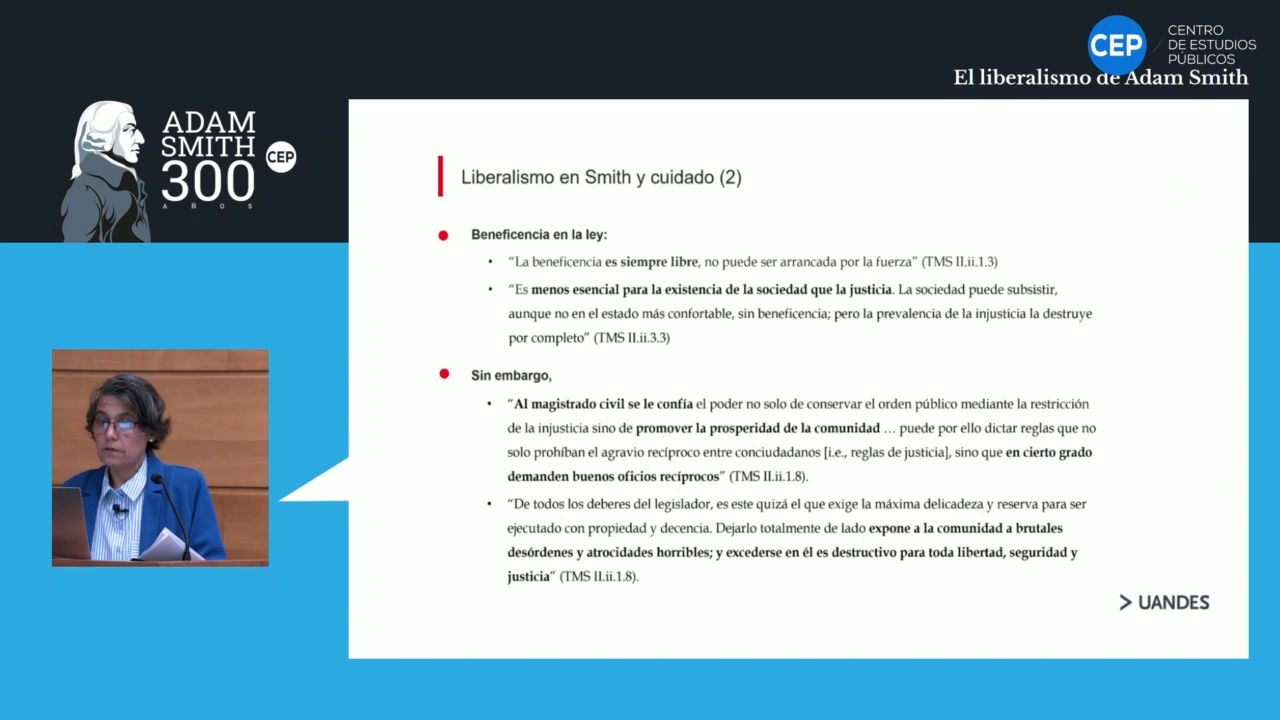 CEP
CENTRO
DE ESTUDIOS
PÚBLICOS
El liberalismo de Adam Smith
ADAM
SMITH
300
AÑOS
CEP
Liberalismo en Smith y cuidado (2)
Beneficencia en la ley:
• “La beneficencia es siempre libre, no puede ser arrancada por la fuerza” (TMS II.ii.1.3)
• “Es menos esencial para la existencia de la sociedad que la justicia. La sociedad puede subsistir,
aunque no en el estado más confortable, sin beneficencia; pero la prevalencia de la injusticia la destruye
por completo” (TMS II.ii.3.3)
Sin embargo,
• “Al magistrado civil se le confía el poder no solo de conservar el orden público mediante la restricción
de la injusticia sino de promover la prosperidad de la comunidad … puede por ello dictar reglas que no
solo prohíban el agravio recíproco entre conciudadanos [i.e., reglas de justicia], sino que en cierto grado
demanden buenos oficios recíprocos” (TMS II.ii.1.8).
• “De todos los deberes del legislador, es este quizá el que exige la máxima delicadeza y reserva para ser
ejecutado con propiedad y decencia. Dejarlo totalmente de lado expone a la comunidad a brutales
desórdenes y atrocidades horribles; y excederse en él es destructivo para toda libertad, seguridad y
justicia” (TMS II.ii.1.8).
> UANDES